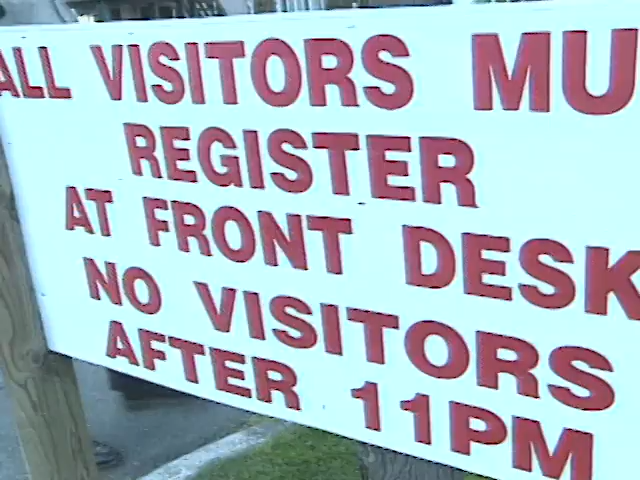 ALL VISITORS MU
REGISTER
AT FRONT DESK
NO VISITORS
AFTER 11PM